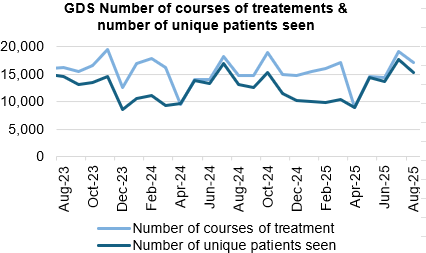 GDS Number of courses of treatements &
number of unique patients seen
20,000
15,000
10,000
5,000
0
Aug-23
Oct-23
Dec-23
Feb-24
Apr-24
Jun-24
Aug-24
Oct-24
Dec-24
Feb-25
Apr-25
Jun-25
Aug-25
Number of courses of treatment
Number of unique patients seen